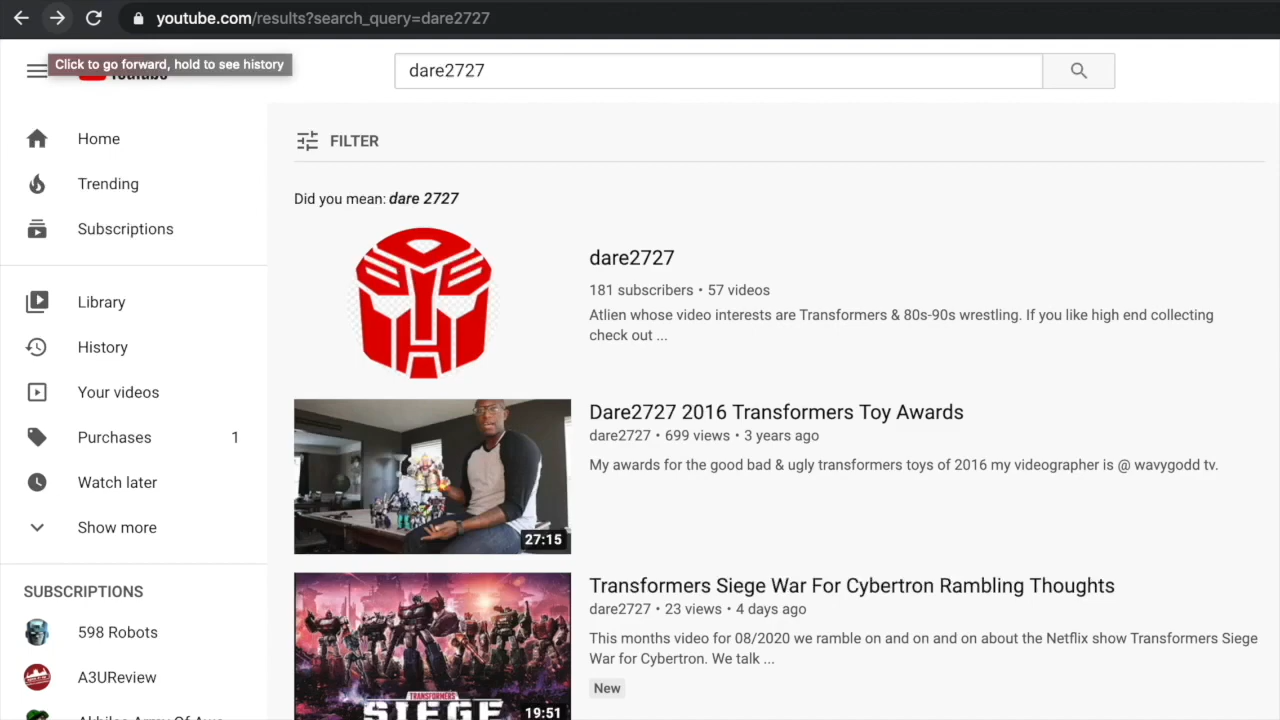 youtube.com/results?search_query=dare2727
Click to go forward, hold to see history
YouTube
dare2727
Home
Trending
Subscriptions
Library
History
Your videos
Purchases 1
Watch later
Show more
SUBSCRIPTIONS
598 Robots
A3UReview
FILTER
Did you mean: dare 2727
dare2727
181 subscribers • 57 videos
Atlien whose video interests are Transformers & 80s-90s wrestling. If you like high end collecting
check out ...
27:15
Dare2727 2016 Transformers Toy Awards
dare2727 • 699 views • 3 years ago
My awards for the good bad & ugly transformers toys of 2016 my videographer is @ wavygodd tv.
TRANSFORMERS
SIEGE
19:51
Transformers Siege War For Cybertron Rambling Thoughts
dare2727 • 23 views • 4 days ago
This months video for 08/2020 we ramble on and on and on about the Netflix show Transformers Siege
War for Cybertron. We talk ...
New